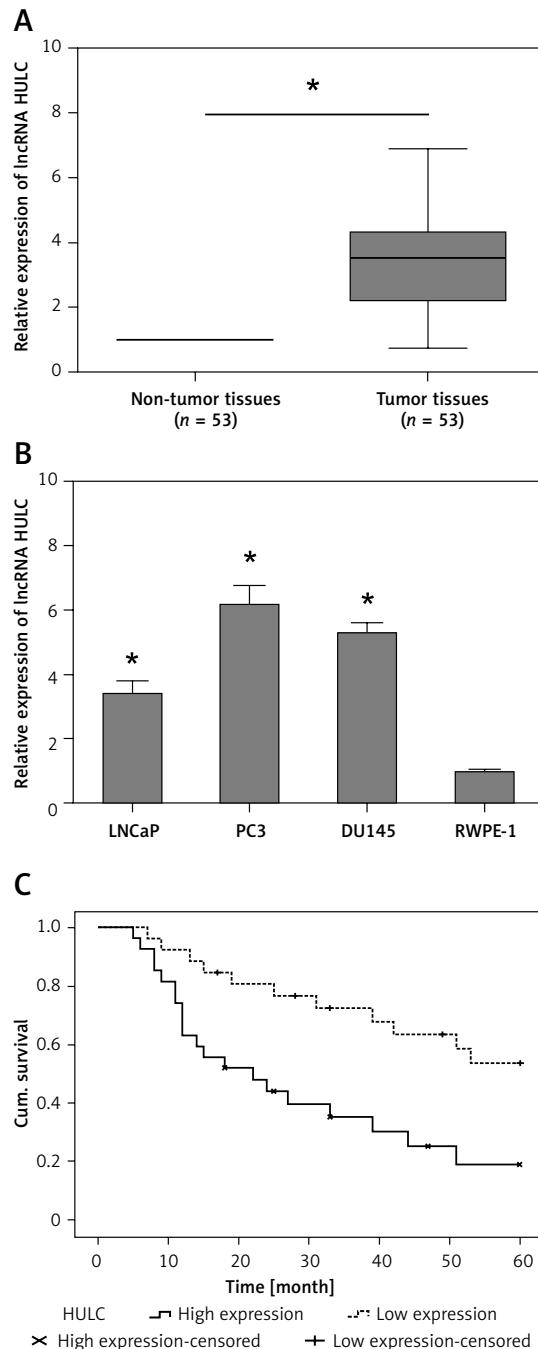 A
Relative expression of lncRNA HULC
10
8
6
4
2
0
*
Non-tumor tissues
(n = 53)
Tumor tissues
(n = 53)
B
Relative expression of lncRNA HULC
10
8
6
4
2
0
*
*
*
LNCaP
PC3
DU145
RWPE-1
C
Cum. survival
1.0
0.8
0.6
0.4
0.2
0
0
10
20
30
40
50
60
Time [month]
HULC High expression Low expression
High expression-censored Low expression-censored